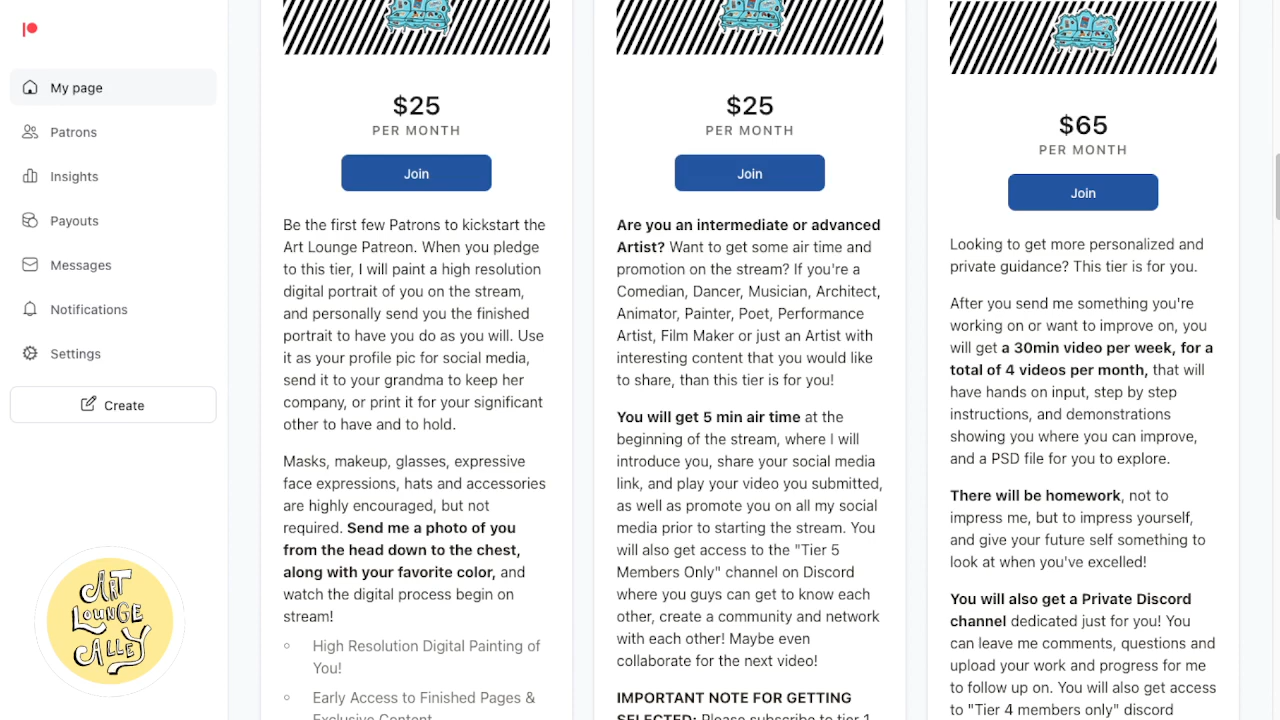 My page
Patrons
Insights
Payouts
Messages
Notifications
Settings
Create
ART
LOUNGE
ALLEY
$25
PER MONTH
Join
Be the first few Patrons to kickstart the
Art Lounge Patreon. When you pledge
to this tier, I will paint a high resolution
digital portrait of you on the stream,
and personally send you the finished
portrait to have you do as you will. Use
it as your profile pic for social media,
send it to your grandma to keep her
company, or print it for your significant
other to have and to hold.
Masks, makeup, glasses, expressive
face expressions, hats and accessories
are highly encouraged, but not
required. Send me a photo of you
from the head down to the chest,
along with your favorite color, and
watch the digital process begin on
stream!
High Resolution Digital Painting of
You!
Early Access to Finished Pages &
Exclusive Content
$25
PER MONTH
Join
Are you an intermediate or advanced
Artist? Want to get some air time and
promotion on the stream? If you're a
Comedian, Dancer, Musician, Architect,
Animator, Painter, Poet, Performance
Artist, Film Maker or just an Artist with
interesting content that you would like
to share, than this tier is for you!
You will get 5 min air time at the
beginning of the stream, where I will
introduce you, share your social media
link, and play your video you submitted,
as well as promote you on all my social
media prior to starting the stream. You
will also get access to the "Tier 5
Members Only" channel on Discord
where you guys can get to know each
other, create a community and network
with each other! Maybe even
collaborate for the next video!
IMPORTANT NOTE FOR GETTING
SELECTED: Please subscribe to tier 1
$65
PER MONTH
Join
Looking to get more personalized and
private guidance? This tier is for you.
After you send me something you're
working on or want to improve on, you
will get a 30min video per week, for a
total of 4 videos per month, that will
have hands on input, step by step
instructions, and demonstrations
showing you where you can improve,
and a PSD file for you to explore.
There will be homework, not to
impress me, but to impress yourself,
and give your future self something to
look at when you've excelled!
You will also get a Private Discord
channel dedicated just for you! You
can leave me comments, questions and
upload your work and progress for me
to follow up on. You will also get access
to "Tier 4 members only" discord